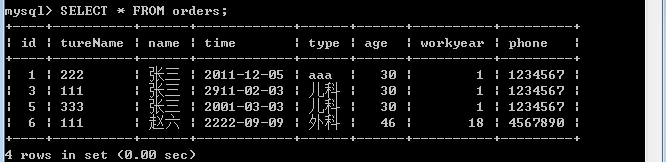 mysql> SELECT * FROM orders;
+----+----------+------+------------+------+-----+----------+---------+
| id | tureName | name | time | type | age | workyear | phone |
+----+----------+------+------------+------+-----+----------+---------+
| 1 | 222 | 张三 | 2011-12-05 | aaa | 30 | 1 | 1234567 |
| 3 | 111 | 张三 | 2911-02-03 | 儿科 | 30 | 1 | 1234567 |
| 5 | 333 | 张三 | 2001-03-03 | 儿科 | 30 | 1 | 1234567 |
| 6 | 111 | 赵六 | 2222-09-09 | 外科 | 46 | 18 | 4567890 |
+----+----------+------+------------+------+-----+----------+---------+
4 rows in set (0.00 sec)